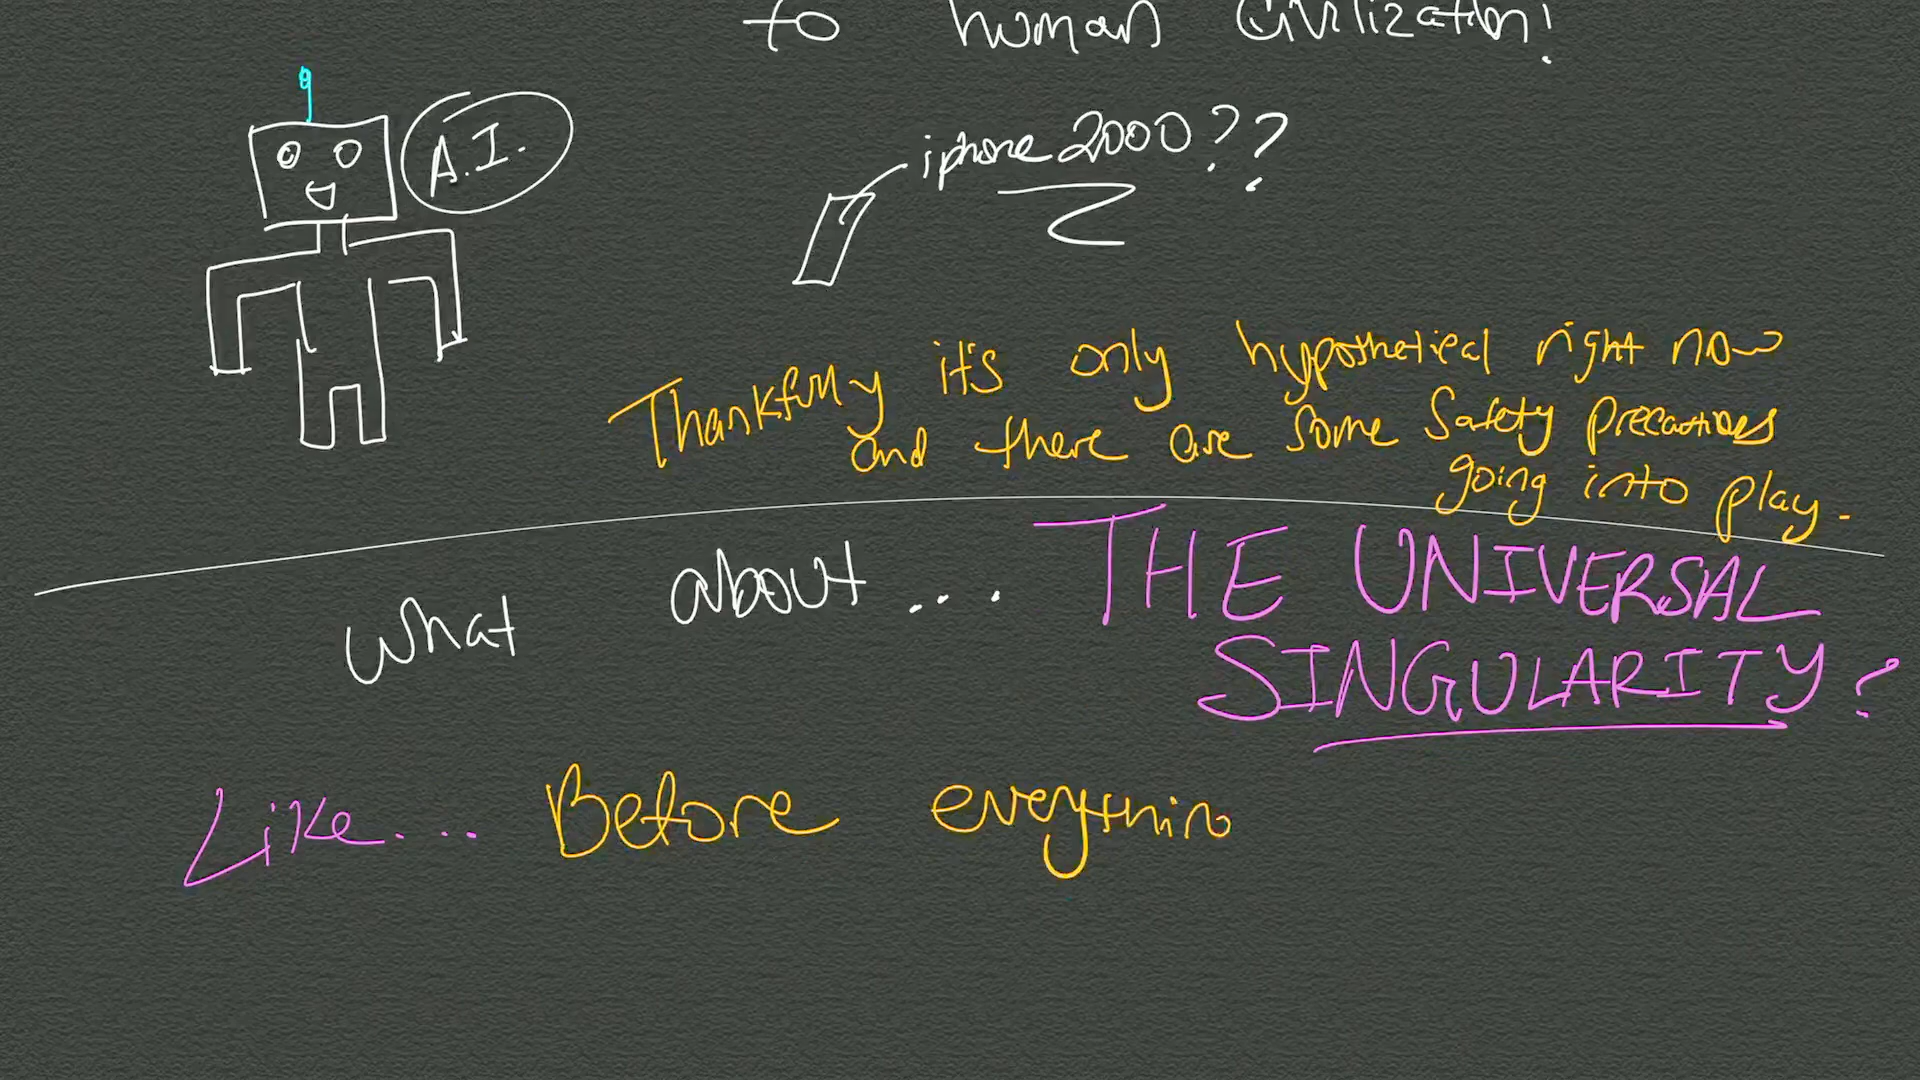 to human civilization!
A.I.
iphone 2000??
Thankfully it's only hypothetical right now
and there are some safety precautions
going into play.
what about... THE UNIVERSAL
SINGULARITY?
Like... Before everythin